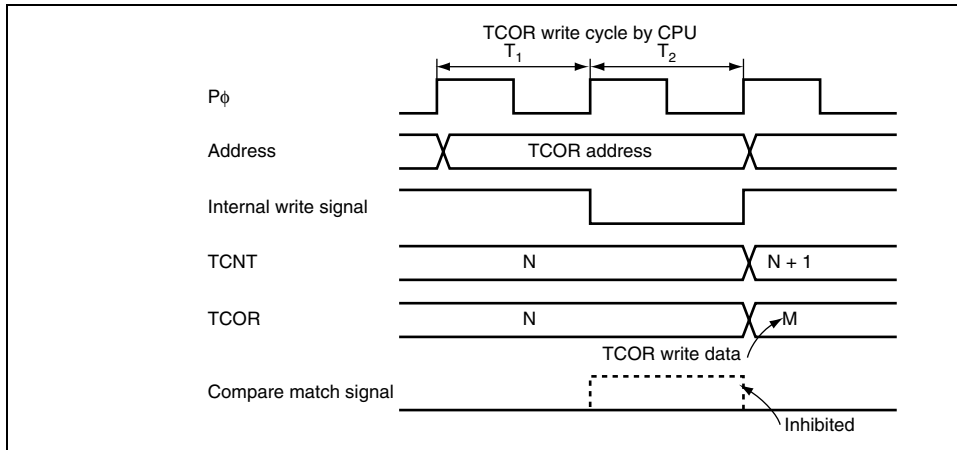 TCOR write cycle by CPU
T1 T2
Pφ
Address TCOR address
Internal write signal
TCNT N N + 1
TCOR N M
TCOR write data
Compare match signal
Inhibited